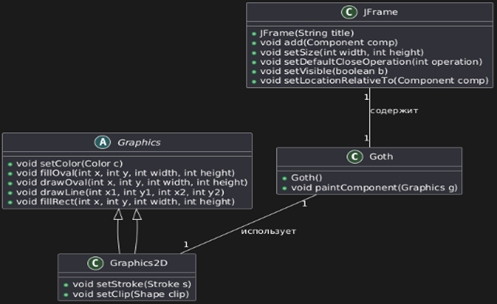 C JFrame
JFrame(String title)
void add(Component comp)
void setSize(int width, int height)
void setDefaultCloseOperation(int operation)
void setVisible(boolean b)
void setLocationRelativeTo(Component comp)
1
содержит
1
A Graphics
void setColor(Color c)
void fillOval(int x, int y, int width, int height)
void drawOval(int x, int y, int width, int height)
void drawLine(int x1, int y1, int x2, int y2)
void fillRect(int x, int y, int width, int height)
C Goth
Goth()
void paintComponent(Graphics g)
1
использует
1
C Graphics2D
void setStroke(Stroke s)
void setClip(Shape clip)